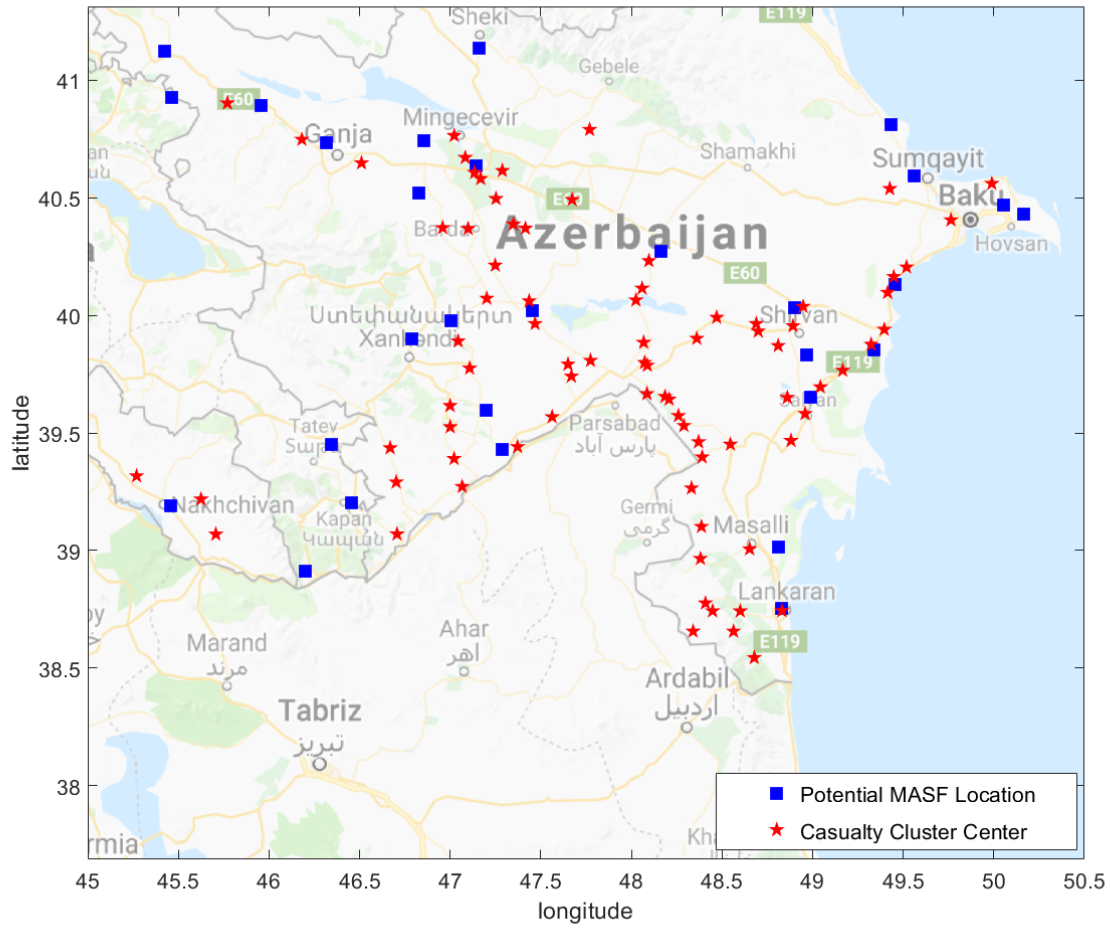 Sheki
E119
Gebele
41
E60
Mingecevir
Ganja
Shamakhi
Sumqayit
40.5
Baku
Barda
Azerbaijan
Hovsan
E60
40
Ստեփանակերտ
Xankendi
Shirvan
E119
39.5
Tatev
Parsabad
پارس آباد
Nakhchivan
Germi
گرمی
Masalli
Kapan
Կապան
39
Lankaran
Marand
مرند
Ahar
اهر
E119
38.5
Ardabil
اردبیل
Tabriz
تبریز
38
Potential MASF Location
Casualty Cluster Center
45
45.5
46
46.5
47
47.5
48
48.5
49
49.5
50
50.5
longitude
latitude